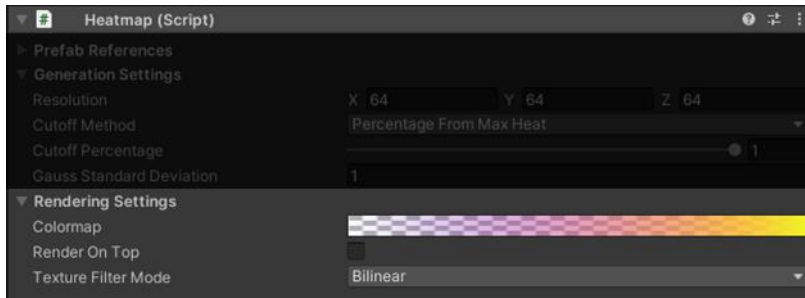 Heatmap (Script)
Prefab References
Generation Settings
Resolution X 64 Y 64 Z 64
Cutoff Method Percentage From Max Heat
Cutoff Percentage 1
Gauss Standard Deviation 1
Rendering Settings
Colormap
Render On Top
Texture Filter Mode Bilinear